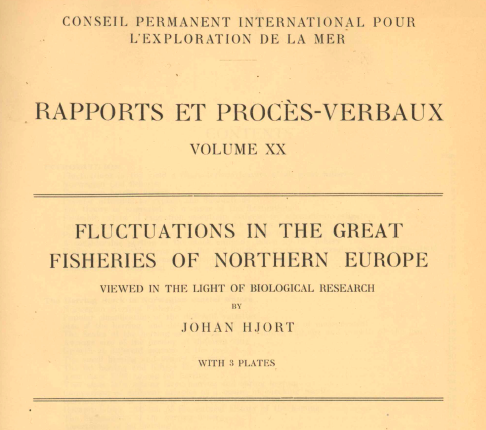 CONSEIL PERMANENT INTERNATIONAL POUR
L'EXPLORATION DE LA MER
RAPPORTS ET PROCÈS-VERBAUX
VOLUME XX
FLUCTUATIONS IN THE GREAT
FISHERIES OF NORTHERN EUROPE
VIEWED IN THE LIGHT OF BIOLOGICAL RESEARCH
BY
JOHAN HJORT
WITH 3 PLATES